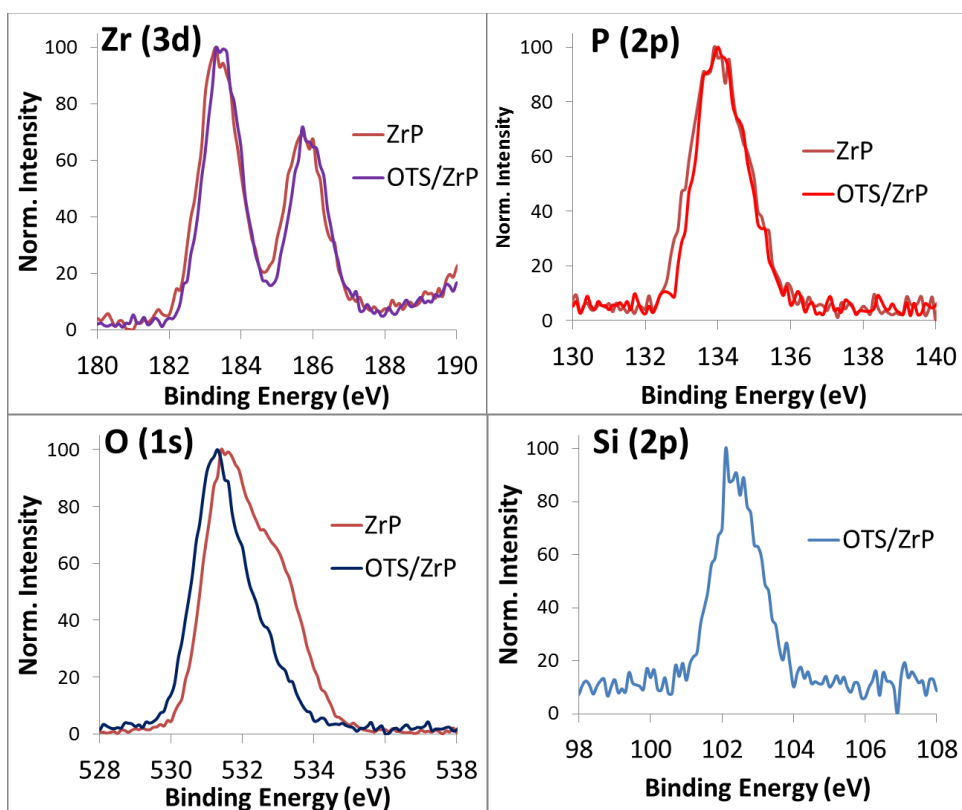 Zr (3d)
100
80
60
40
20
0
Norm. Intensity
ZrP
OTS/ZrP
180 182 184 186 188 190
Binding Energy (eV)
P (2p)
100
80
60
40
20
0
Norm. Intensity
ZrP
OTS/ZrP
130 132 134 136 138 140
Binding Energy (eV)
O (1s)
100
80
60
40
20
0
Norm. Intensity
ZrP
OTS/ZrP
528 530 532 534 536 538
Binding Energy (eV)
Si (2p)
100
80
60
40
20
0
Norm. Intensity
OTS/ZrP
98 100 102 104 106 108
Binding Energy (eV)